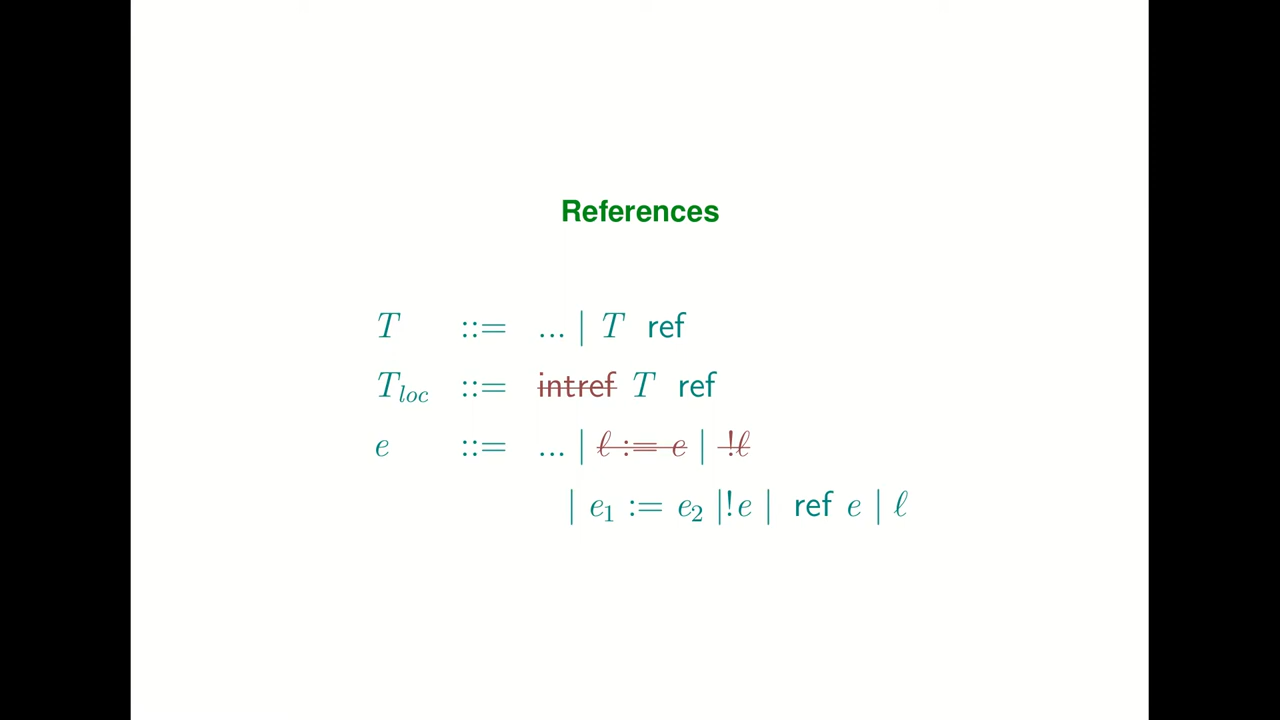 References
T ::= ... | T ref
T_loc ::= ~~intref~~ T ref
e ::= ... | ~~ℓ := e~~ | ~~!ℓ~~
| e₁ := e₂ |!e | ref e | ℓ